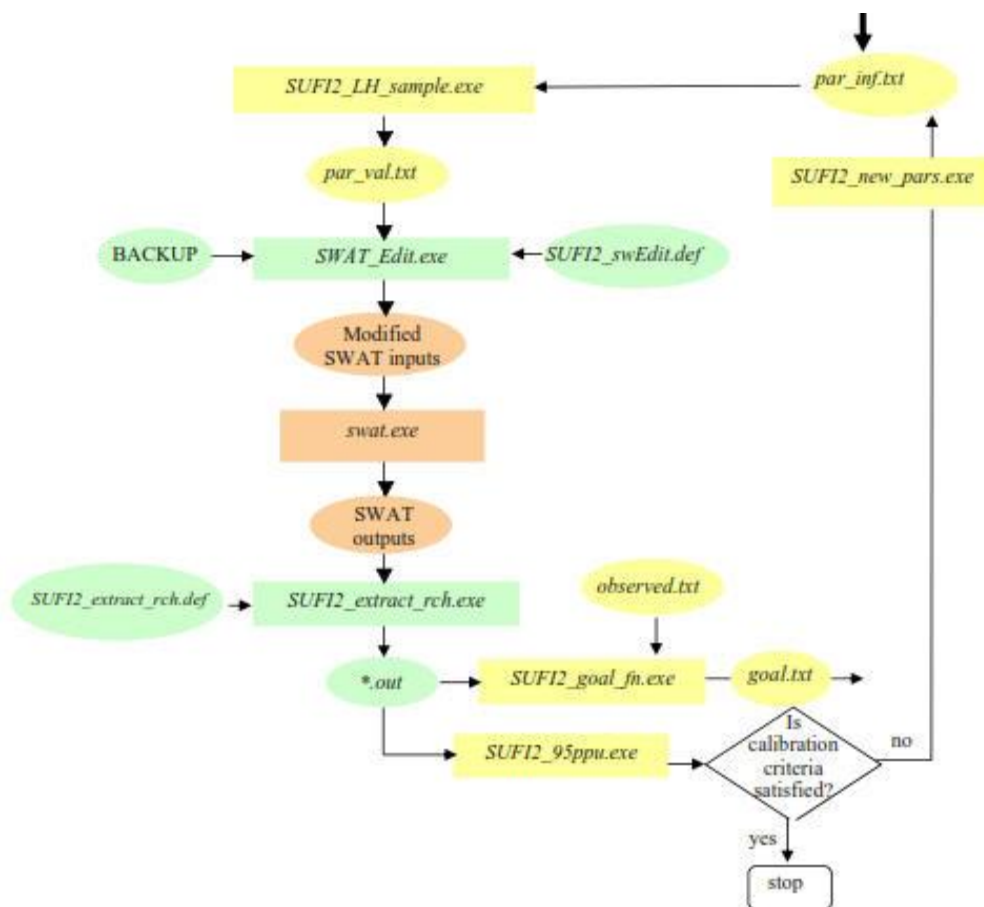 par_inf.txt
SUFI2_LH_sample.exe
par_val.txt
SUFI2_new_pars.exe
BACKUP
SWAT_Edit.exe
SUFI2_swEdit.def
Modified
SWAT inputs
swat.exe
SWAT
outputs
SUFI2_extract_rch.def
SUFI2_extract_rch.exe
observed.txt
*.out
SUFI2_goal_fn.exe
goal.txt
SUFI2_95ppu.exe
Is
calibration
criteria
satisfied?
no
yes
stop